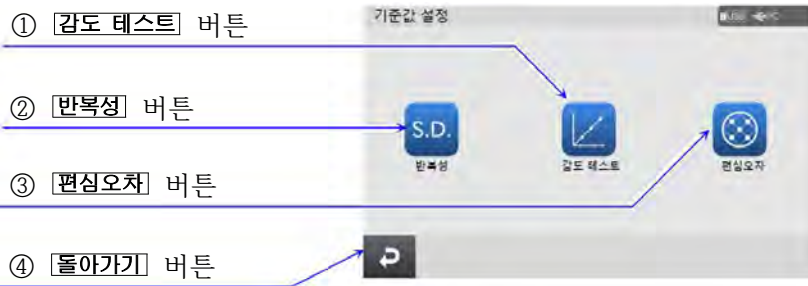 ① 감도 테스트 버튼
② 반복성 버튼
③ 편심오차 버튼
④ 돌아가기 버튼
기준값 설정
S.D.
반복성
감도 테스트
편심오차